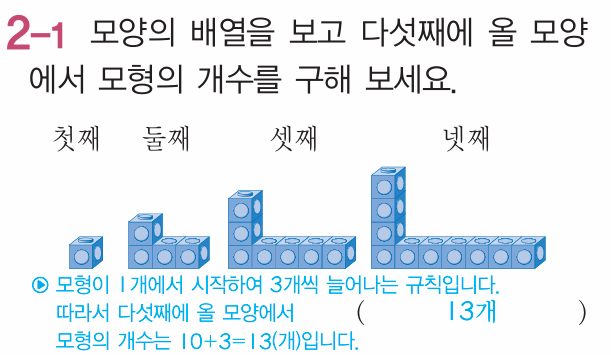 2-1 모양의 배열을 보고 다섯째에 올 모양
에서 모형의 개수를 구해 보세요.
첫째 둘째 셋째 넷째
모형이 1개에서 시작하여 3개씩 늘어나는 규칙입니다.
따라서 다섯째에 올 모양에서 ( 13개 )
모형의 개수는 10+3=13(개)입니다.